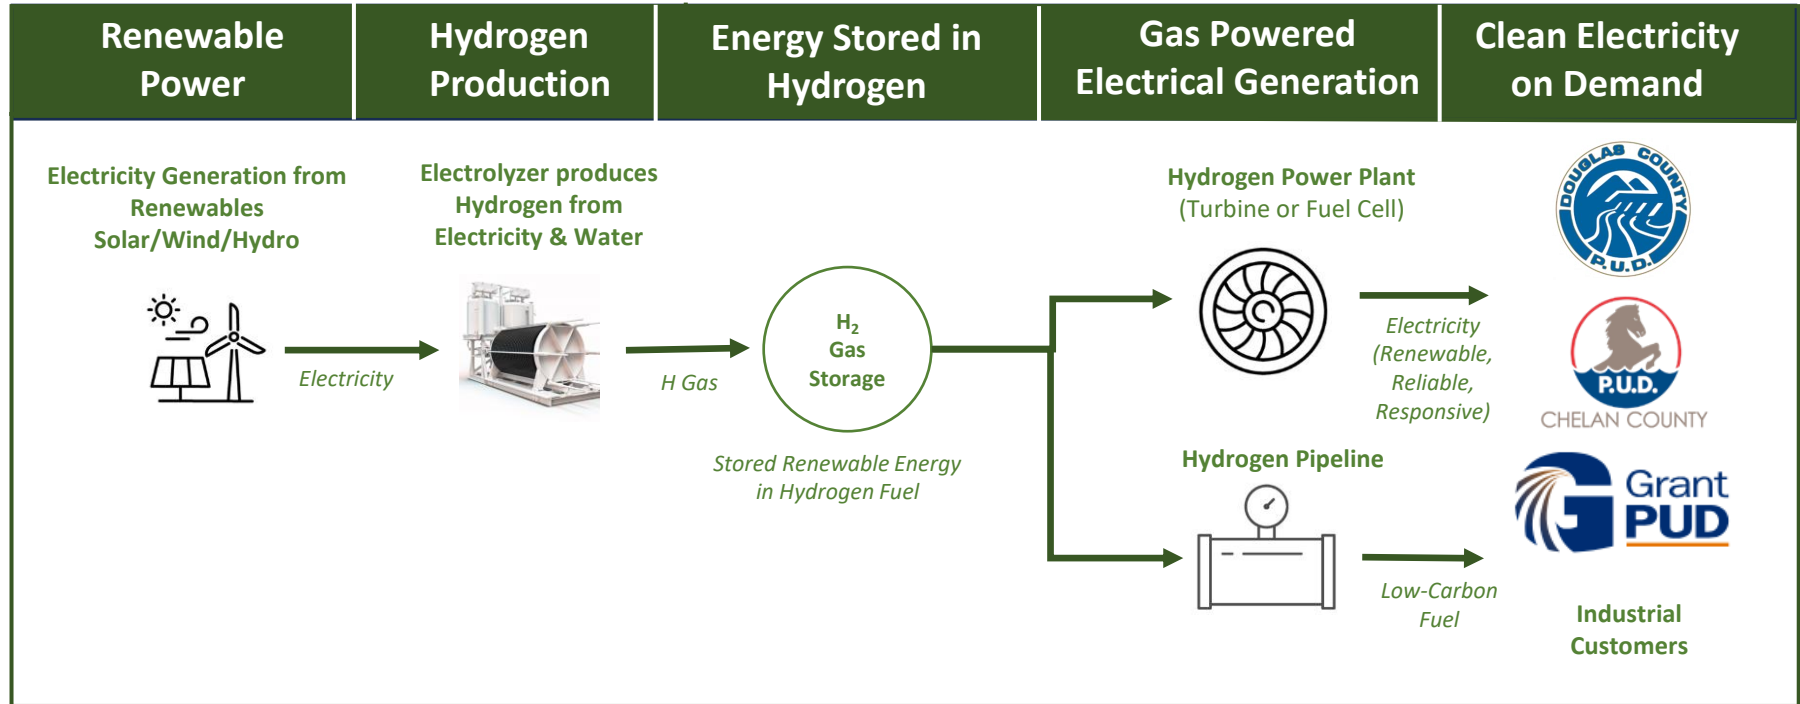 Renewable
Power
Hydrogen
Production
Energy Stored in
Hydrogen
Gas Powered
Electrical Generation
Clean Electricity
on Demand
Electricity Generation from
Renewables
Solar/Wind/Hydro
Electricity
Electrolyzer produces
Hydrogen from
Electricity & Water
H Gas
H₂
Gas
Storage
Stored Renewable Energy
in Hydrogen Fuel
Hydrogen Power Plant
(Turbine or Fuel Cell)
Electricity
(Renewable,
Reliable,
Responsive)
Hydrogen Pipeline
Low-Carbon
Fuel
DOUGLAS COUNTY
P.U.D.
P.U.D.
CHELAN COUNTY
Grant
PUD
Industrial
Customers